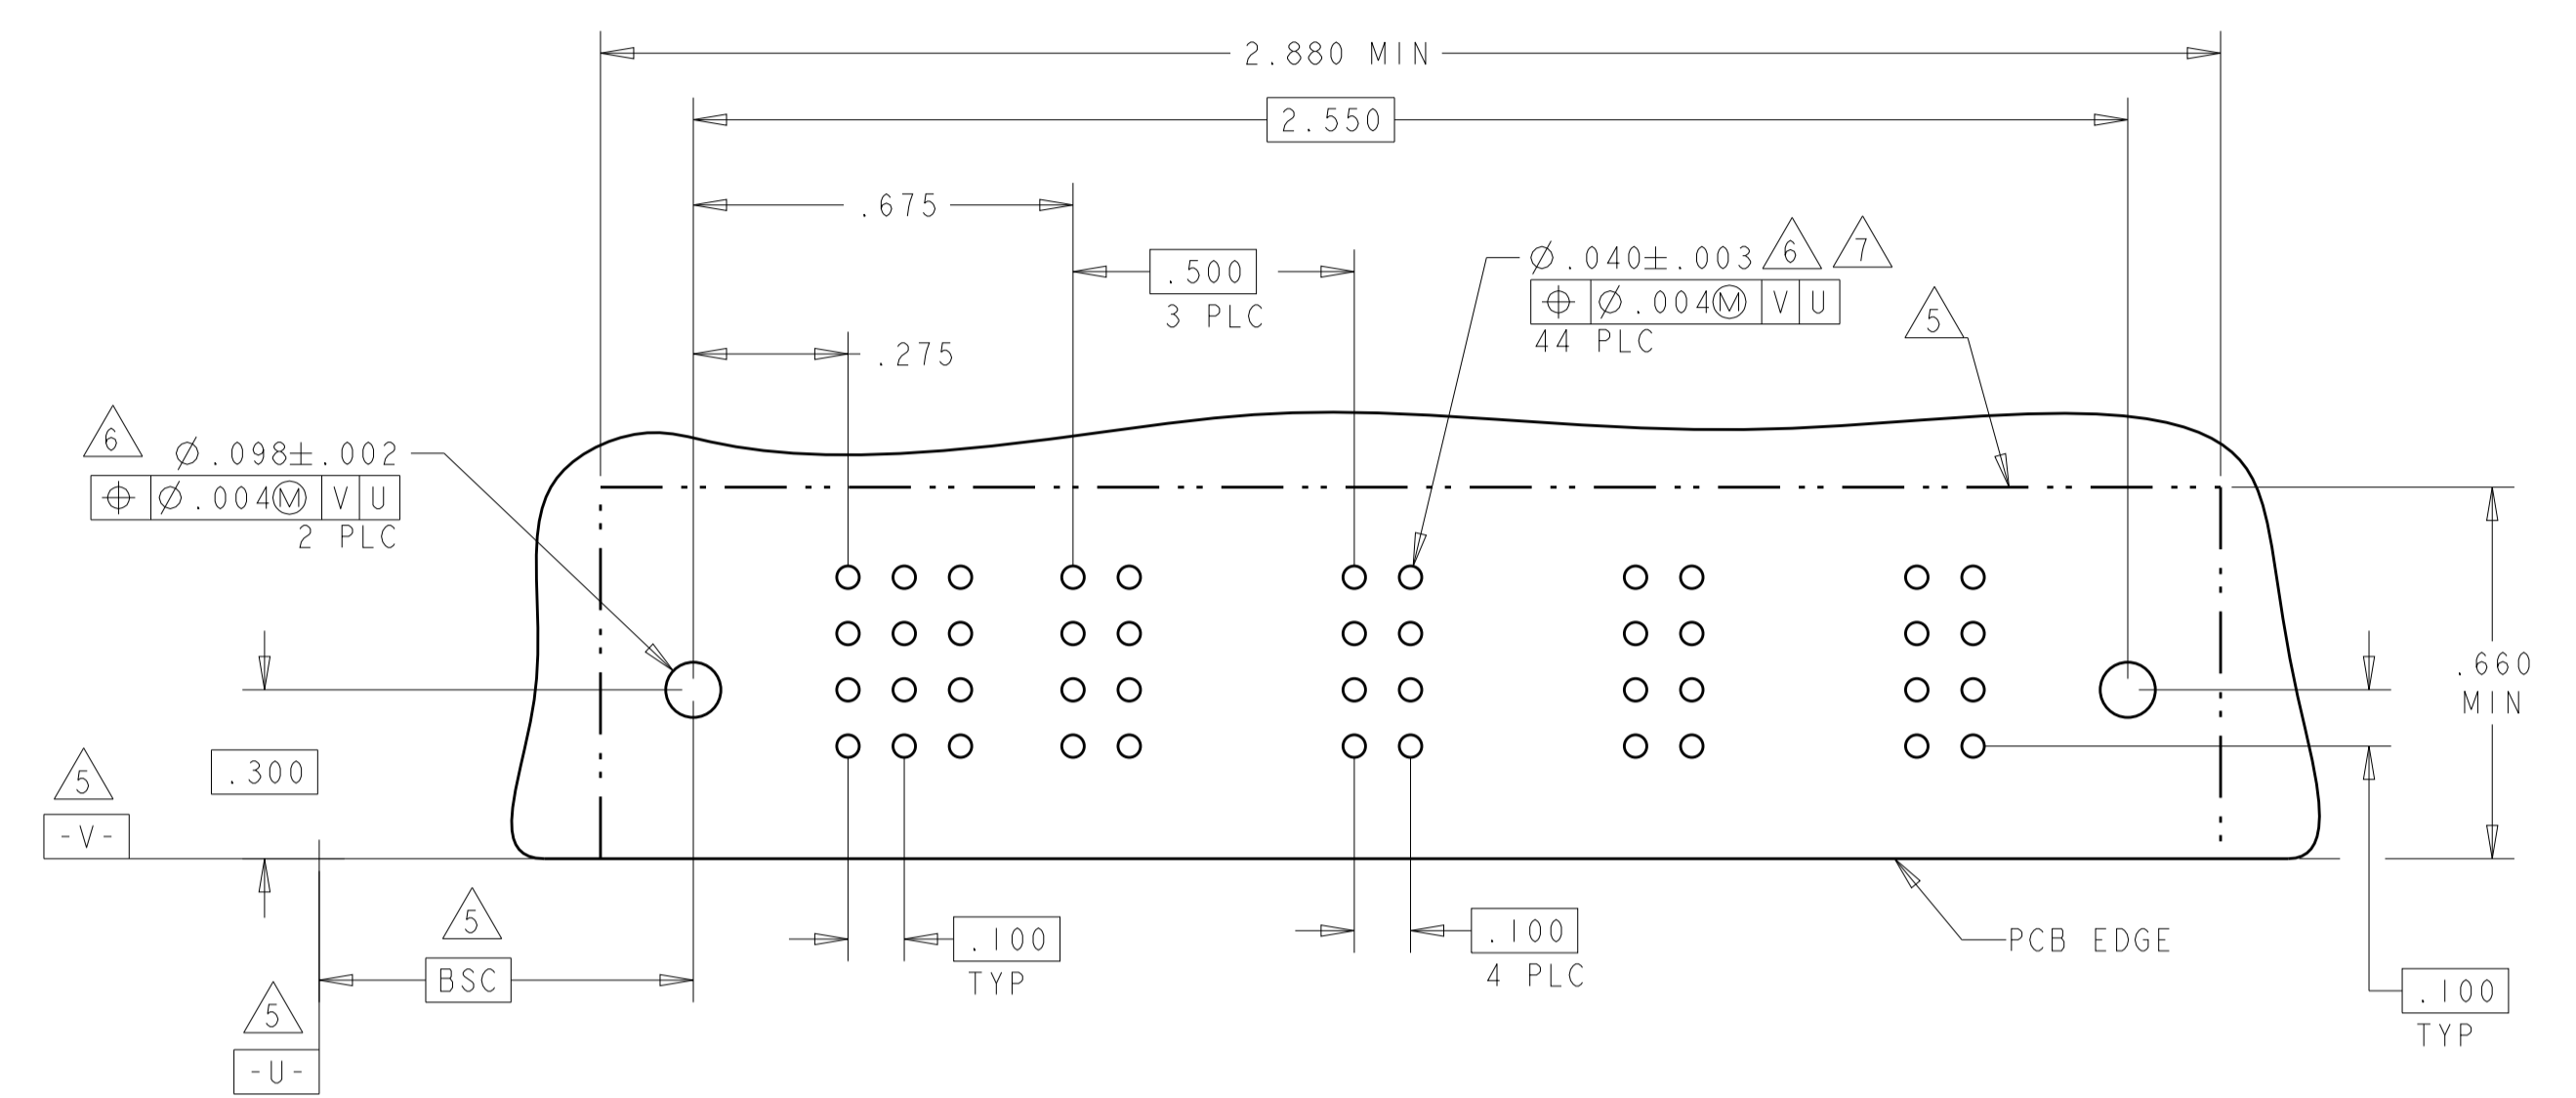 2.880 MIN
2.550
.675
.500
3 PLC
Ø.040±.003 6 7
⌖ Ø.004Ⓜ V U
44 PLC
5
.275
6 Ø.098±.002
⌖ Ø.004Ⓜ V U
2 PLC
.660
MIN
.300
5
-V-
5
BSC
.100
TYP
.100
4 PLC
PCB EDGE
.100
TYP
5
-U-